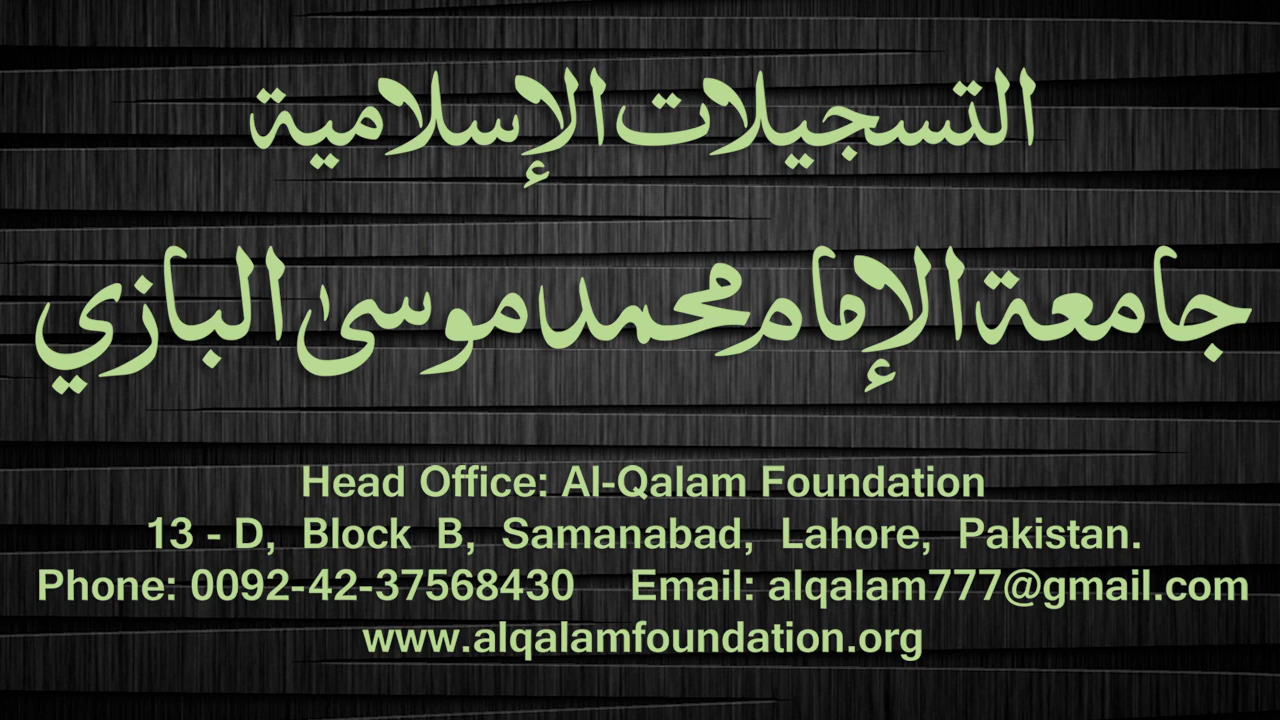 التسجيلات الإسلامية
جامعة الإمام محمد موسىٰ البازي
Head Office: Al-Qalam Foundation
13 - D, Block B, Samanabad, Lahore, Pakistan.
Phone: 0092-42-37568430 Email: alqalam777@gmail.com
www.alqalamfoundation.org